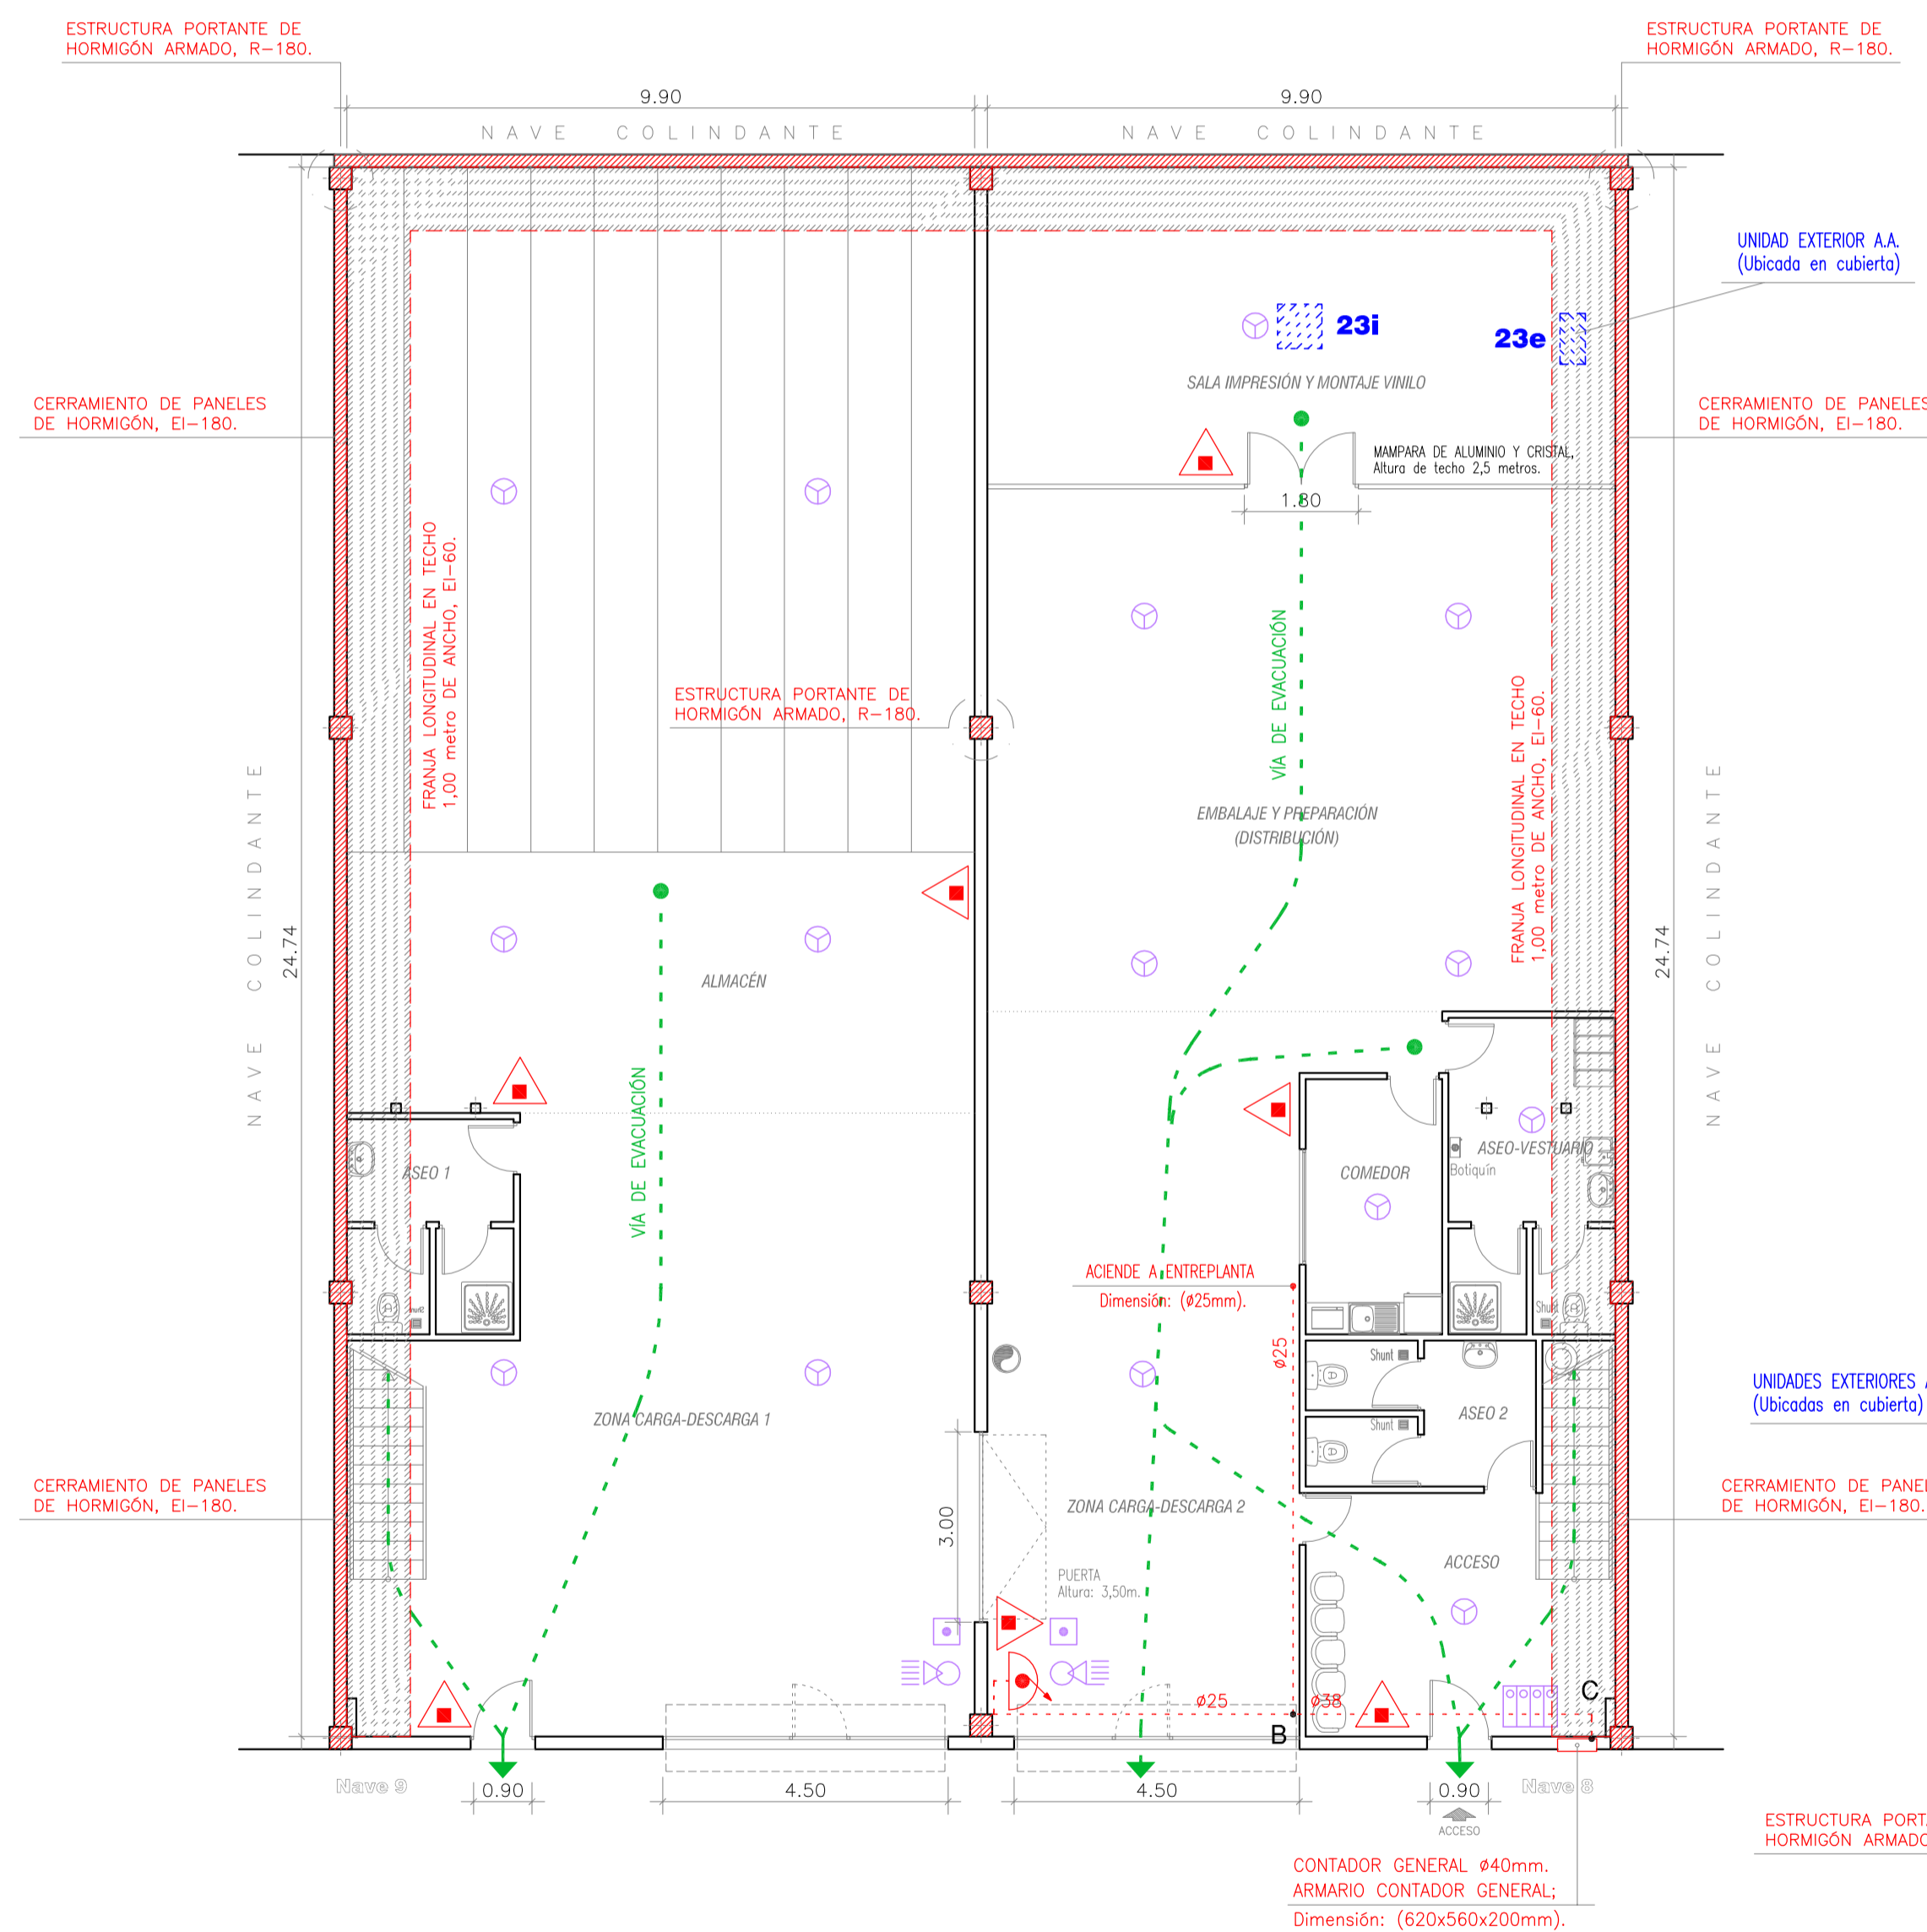 ESTRUCTURA PORTANTE DE
HORMIGÓN ARMADO, R-180.
ESTRUCTURA PORTANTE DE
HORMIGÓN ARMADO, R-180.
9.90
9.90
NAVE COLINDANTE
NAVE COLINDANTE
UNIDAD EXTERIOR A.A.
(Ubicada en cubierta)
23i
23e
SALA IMPRESIÓN Y MONTAJE VINILO
CERRAMIENTO DE PANELES
DE HORMIGÓN, EI-180.
CERRAMIENTO DE PANELES
DE HORMIGÓN, EI-180.
MAMPARA DE ALUMINIO Y CRISTAL,
Altura de techo 2,5 metros.
1.80
FRANJA LONGITUDINAL EN TECHO
1,00 metro DE ANCHO, EI-60.
VÍA DE EVACUACIÓN
ESTRUCTURA PORTANTE DE
HORMIGÓN ARMADO, R-180.
FRANJA LONGITUDINAL EN TECHO
1,00 metro DE ANCHO, EI-60.
EMBALAJE Y PREPARACIÓN
(DISTRIBUCIÓN)
NAVE COLINDANTE
24.74
NAVE COLINDANTE
24.74
ALMACÉN
VÍA DE EVACUACIÓN
ASEO 1
COMEDOR
ASEO-VESTUARIO
Botiquín
ACIENDE A ENTREPLANTA
Dimensión: (ø25mm).
ø25
Shunt
Shunt
Shunt
ASEO 2
Shunt
UNIDADES EXTERIORES
(Ubicadas en cubierta)
ZONA CARGA-DESCARGA 1
CERRAMIENTO DE PANELES
DE HORMIGÓN, EI-180.
3.00
ZONA CARGA-DESCARGA 2
CERRAMIENTO DE PANEL
DE HORMIGÓN, EI-180.
ACCESO
PUERTA
Altura: 3,50m.
ø25
ø38
C
B
Nave 9
0.90
4.50
4.50
0.90
Nave 8
ACCESO
ESTRUCTURA PORT
HORMIGÓN ARMADO
CONTADOR GENERAL ø40mm.
ARMARIO CONTADOR GENERAL;
Dimensión: (620x560x200mm).